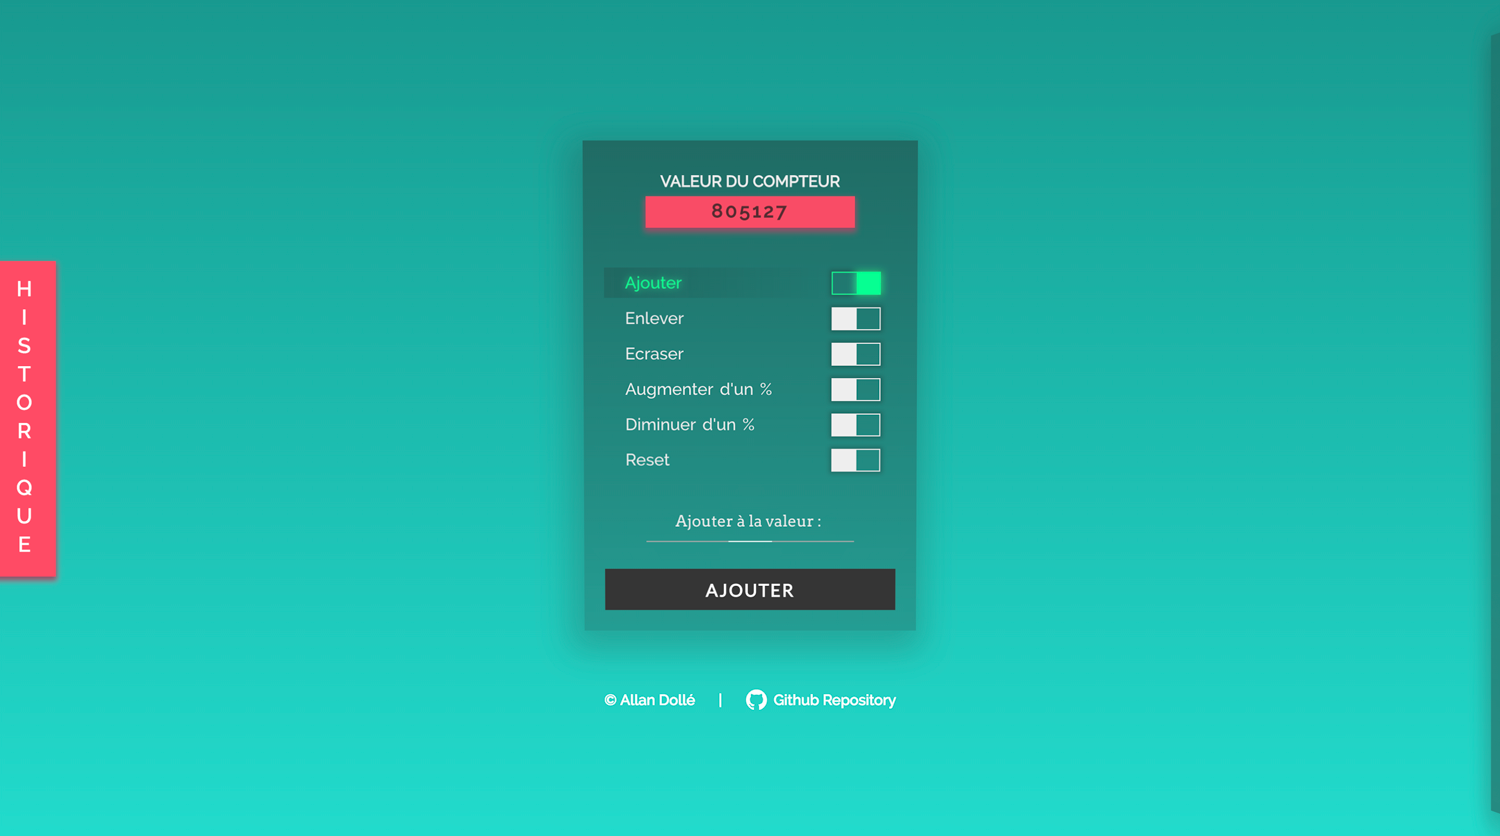 VALEUR DU COMPTEUR
805127
HISTORIQUE
Ajouter
Enlever
Ecraser
Augmenter d'un %
Diminuer d'un %
Reset
Ajouter à la valeur :
AJOUTER
© Allan Dollé | Github Repository